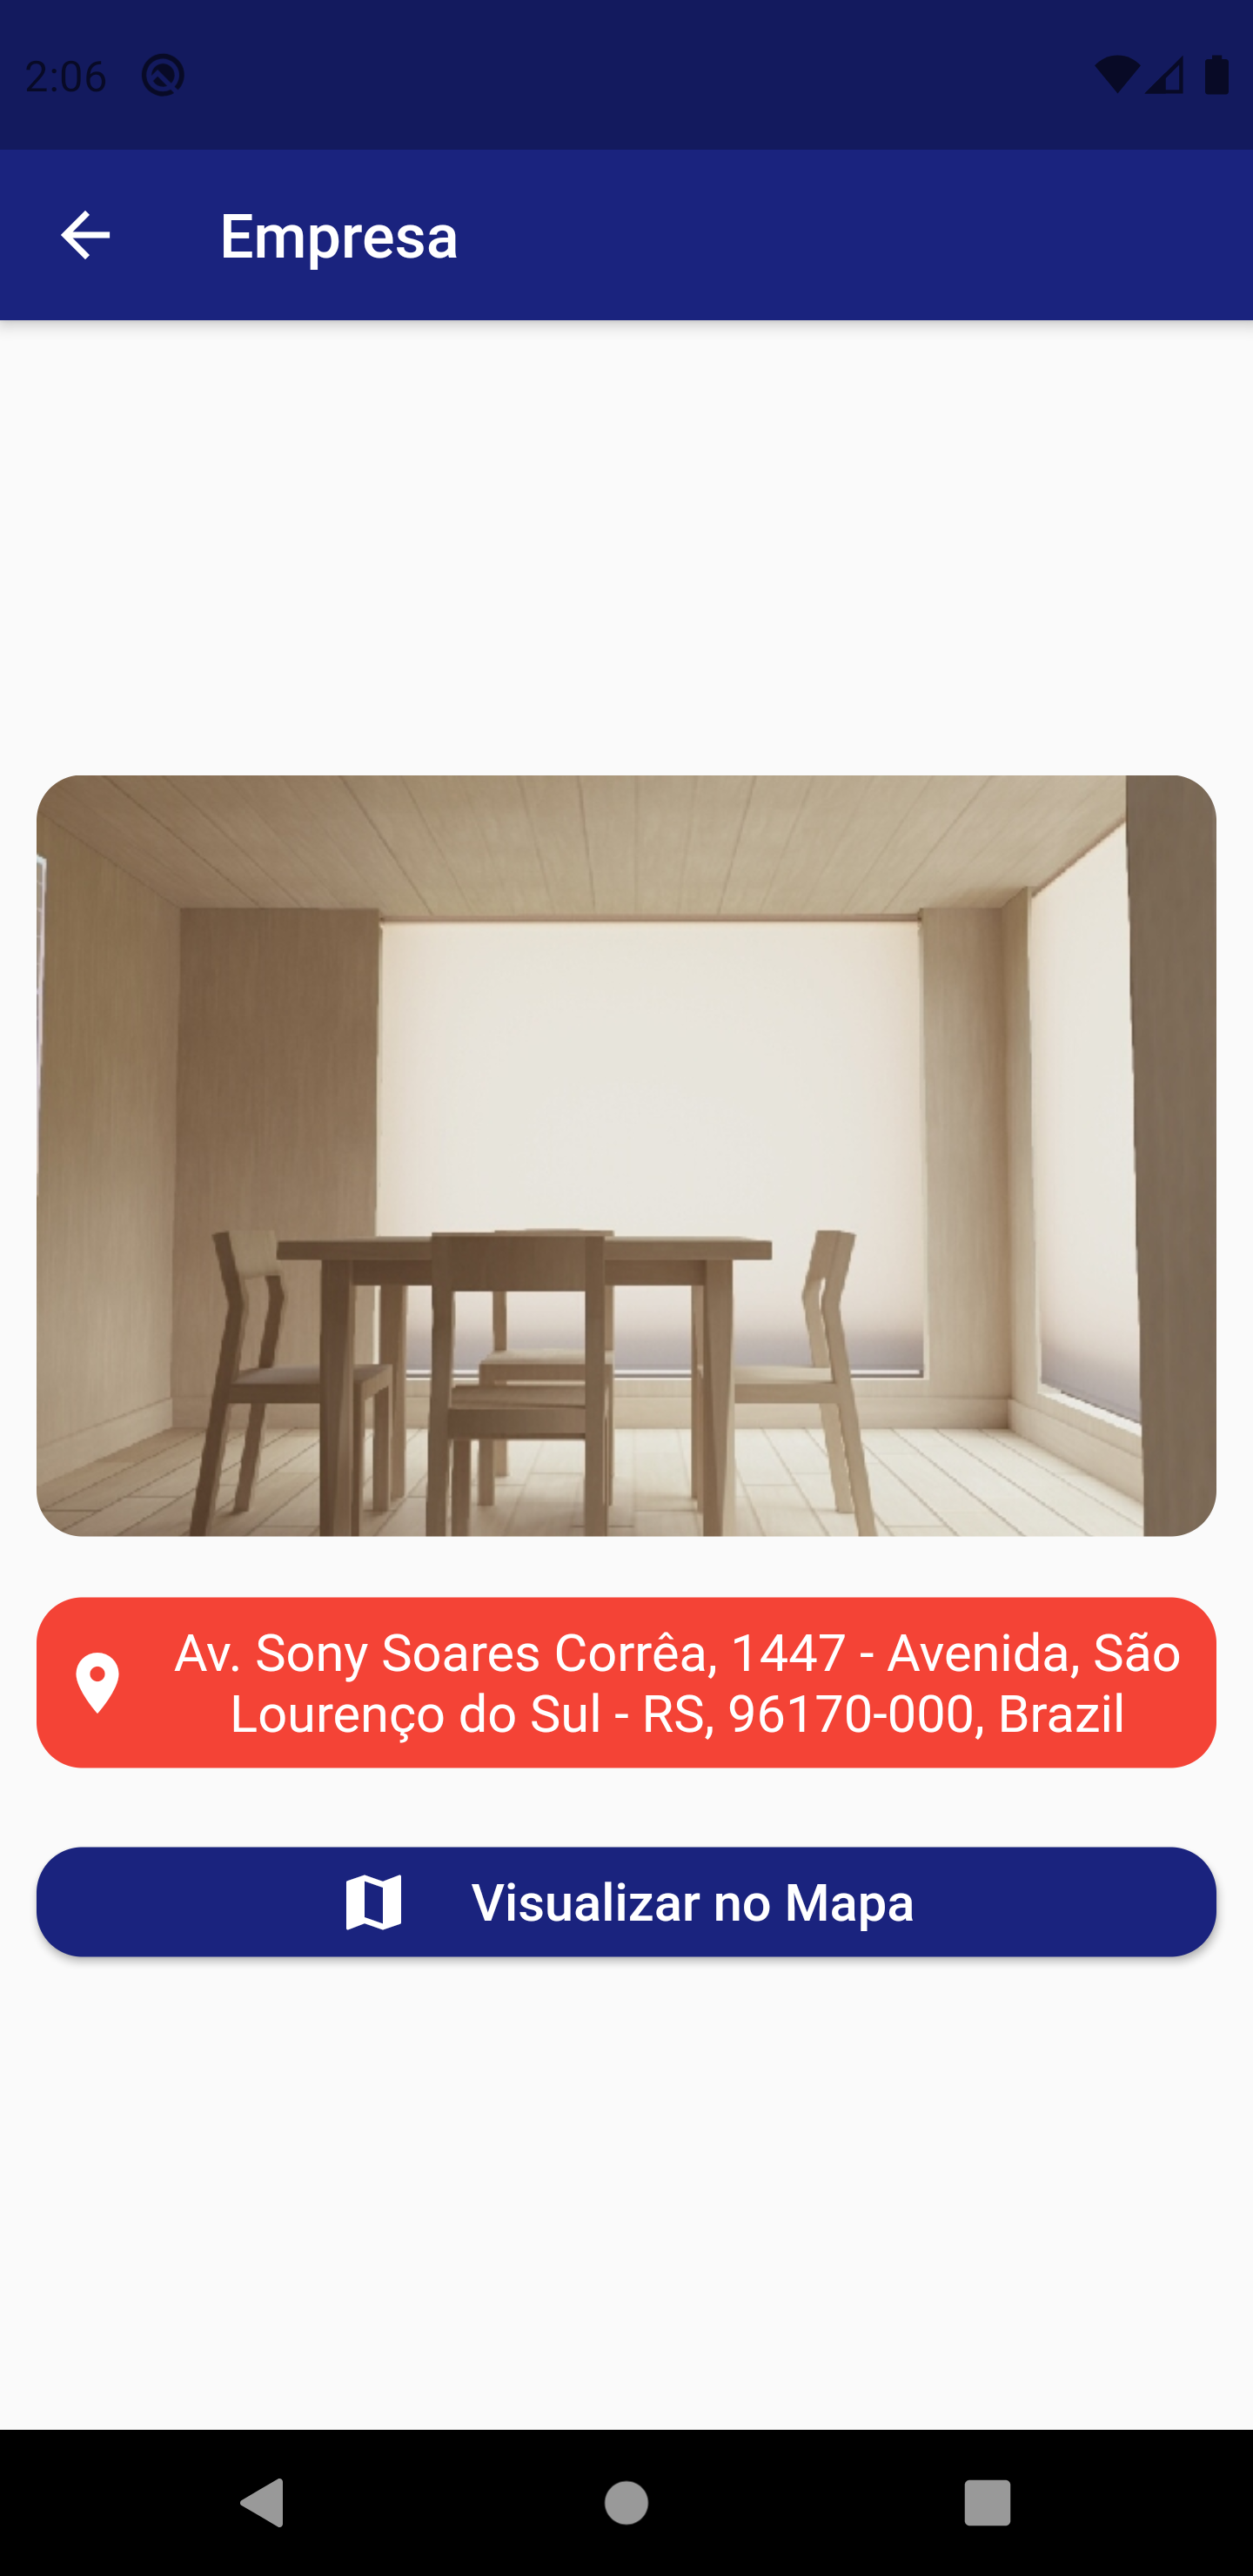 2:06
Empresa
Av. Sony Soares Corrêa, 1447 - Avenida, São
Lourenço do Sul - RS, 96170-000, Brazil
Visualizar no Mapa